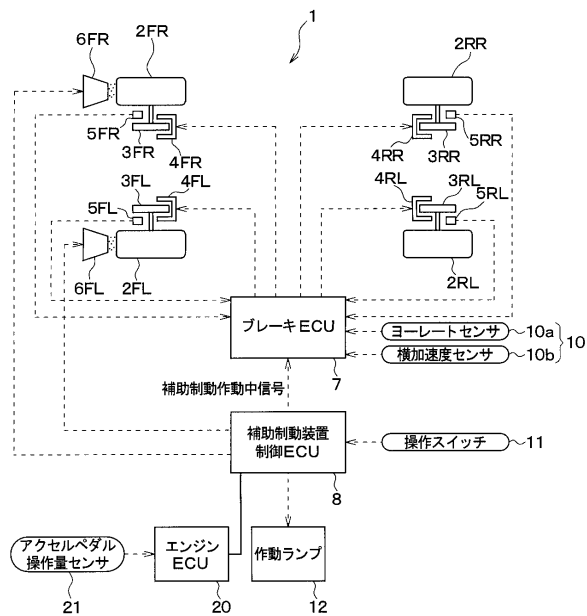 1
6FR
2FR
2RR
5FR
3FR
4FR
4RR
3RR
5RR
3FL
4FL
5FL
4RL
3RL
5RL
6FL
2FL
2RL
ブレーキECU
7
ヨーレートセンサ
10a
10
横加速度センサ
10b
補助制動作動中信号
補助制動装置
制御ECU
8
操作スイッチ
11
アクセルペダル
操作量センサ
21
エンジン
ECU
20
作動ランプ
12